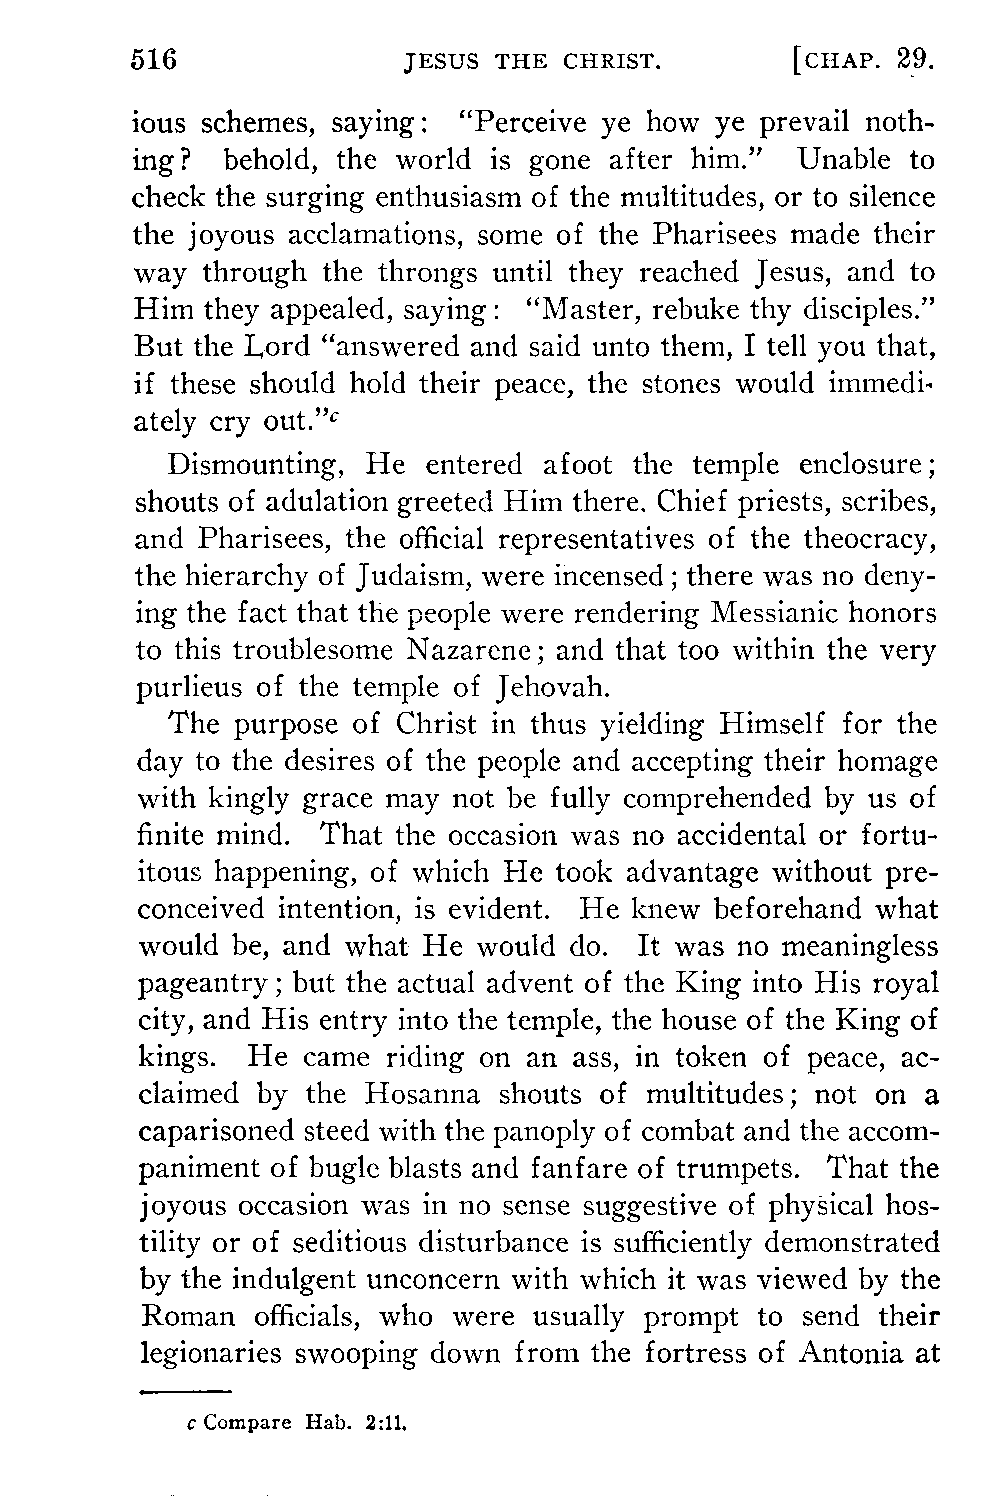 516 JESUS THE CHRIST. [CHAP. 29.
ious schemes, saying: “Perceive ye how ye prevail noth-
ing? behold, the world is gone after him.” Unable to
check the surging enthusiasm of the multitudes, or to silence
the joyous acclamations, some of the Pharisees made their
way through the throngs until they reached Jesus, and to
Him they appealed, saying: “Master, rebuke thy disciples.”
But the Lord “answered and said unto them, I tell you that,
if these should hold their peace, the stones would immedi-
ately cry out.”c
Dismounting, He entered afoot the temple enclosure;
shouts of adulation greeted Him there. Chief priests, scribes,
and Pharisees, the official representatives of the theocracy,
the hierarchy of Judaism, were incensed; there was no deny-
ing the fact that the people were rendering Messianic honors
to this troublesome Nazarene; and that too within the very
purlieus of the temple of Jehovah.
The purpose of Christ in thus yielding Himself for the
day to the desires of the people and accepting their homage
with kingly grace may not be fully comprehended by us of
finite mind. That the occasion was no accidental or fortu-
itous happening, of which He took advantage without pre-
conceived intention, is evident. He knew beforehand what
would be, and what He would do. It was no meaningless
pageantry; but the actual advent of the King into His royal
city, and His entry into the temple, the house of the King of
kings. He came riding on an ass, in token of peace, ac-
claimed by the Hosanna shouts of multitudes; not on a
caparisoned steed with the panoply of combat and the accom-
paniment of bugle blasts and fanfare of trumpets. That the
joyous occasion was in no sense suggestive of physical hos-
tility or of seditious disturbance is sufficiently demonstrated
by the indulgent unconcern with which it was viewed by the
Roman officials, who were usually prompt to send their
legionaries swooping down from the fortress of Antonia at
c Compare Hab. 2:11.